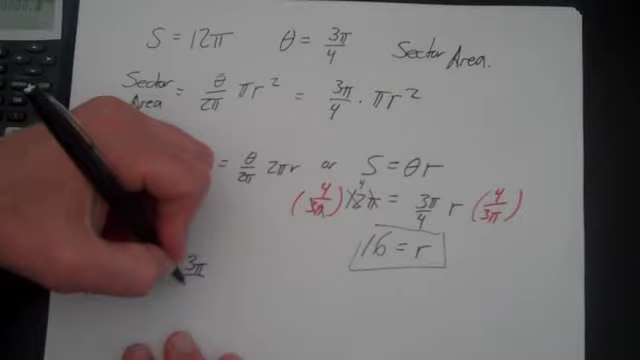 S = 12π θ = 3π/4 Sector Area.
Sector Area = θ/2π πr² = 3π/4 · πr²
= θ/2π 2πr or S = θr
(4/3π) 12π = 3π/4 r (4/3π)
4
16 = r
3π